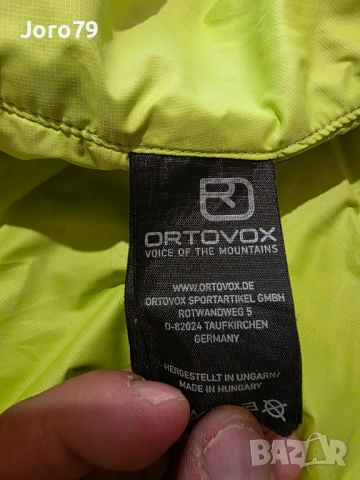 Joro79
ORTOVOX
VOICE OF THE MOUNTAINS
WWW.ORTOVOX.DE
ORTOVOX SPORTARTIKEL GMBH
ROTWANDWEG 5
D-82024 TAUFKIRCHEN
GERMANY
HERGESTELLT IN UNGARN/
MADE IN HUNGARY
BAZAR